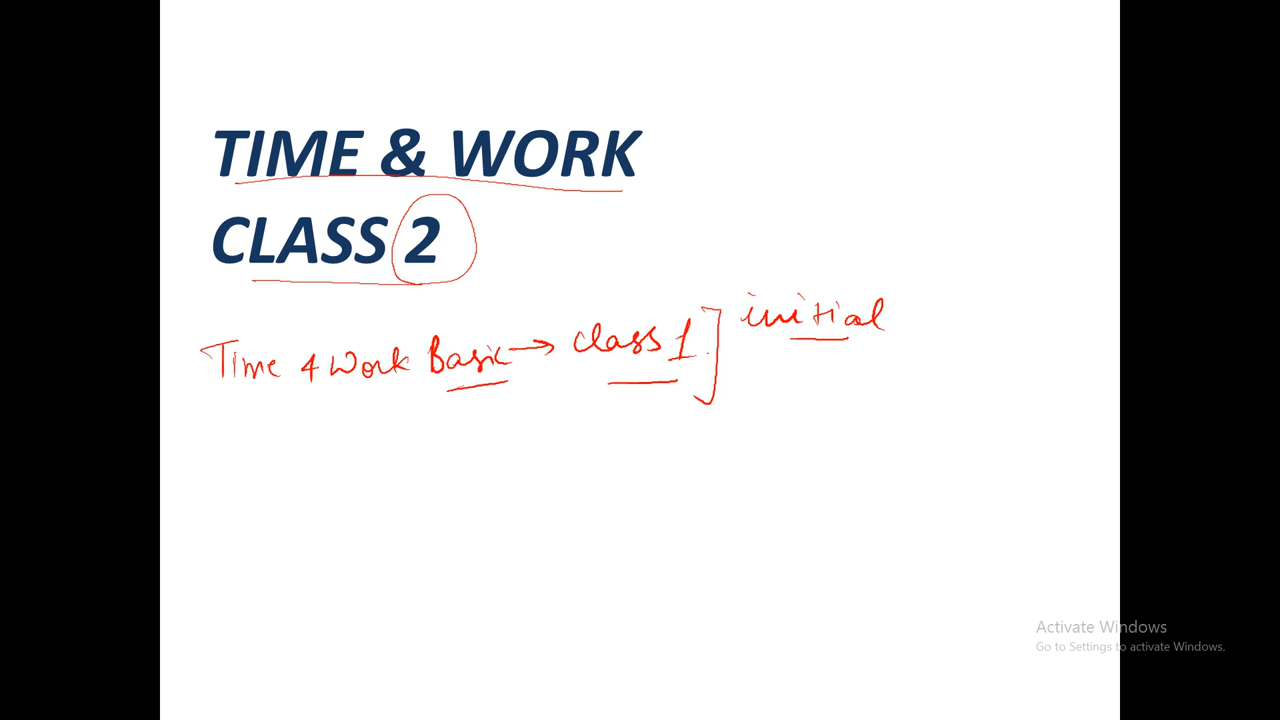 TIME & WORK
CLASS 2
Time & Work Basic → class 1 ] initial
Activate Windows
Go to Settings to activate Windows.